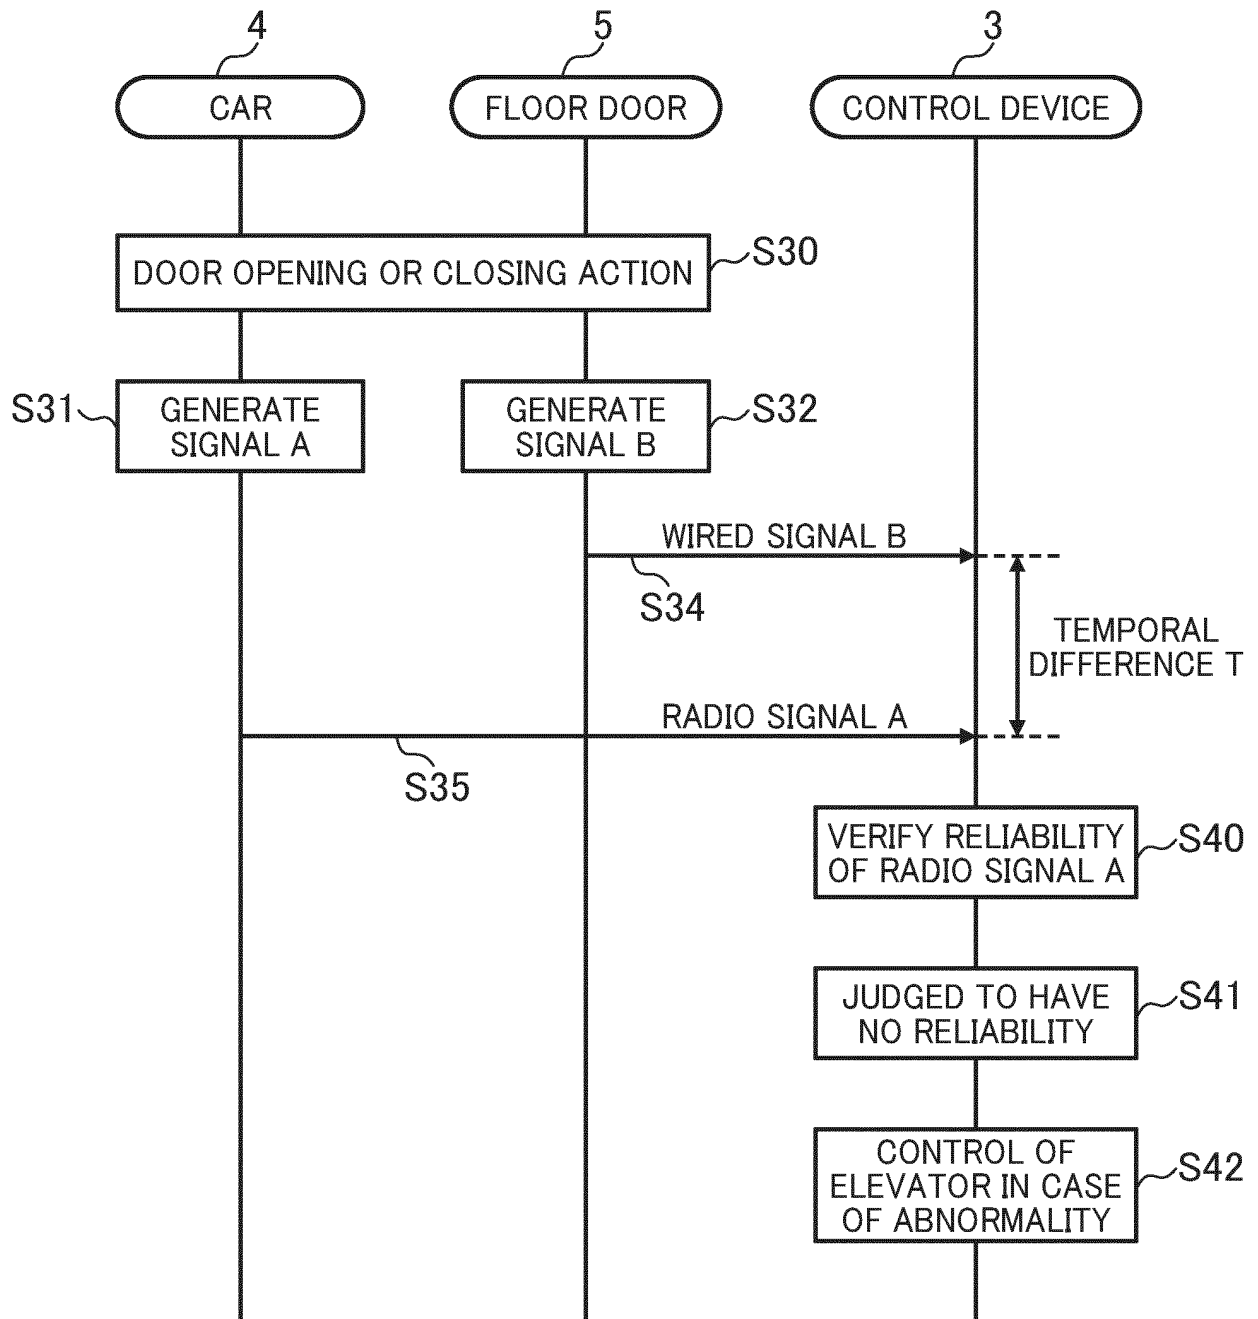 4
5
3
CAR
FLOOR DOOR
CONTROL DEVICE
S30
DOOR OPENING OR CLOSING ACTION
S31
GENERATE
SIGNAL A
GENERATE
SIGNAL B
S32
WIRED SIGNAL B
S34
TEMPORAL
DIFFERENCE T
RADIO SIGNAL A
S35
VERIFY RELIABILITY
OF RADIO SIGNAL A
S40
JUDGED TO HAVE
NO RELIABILITY
S41
CONTROL OF
ELEVATOR IN CASE
OF ABNORMALITY
S42